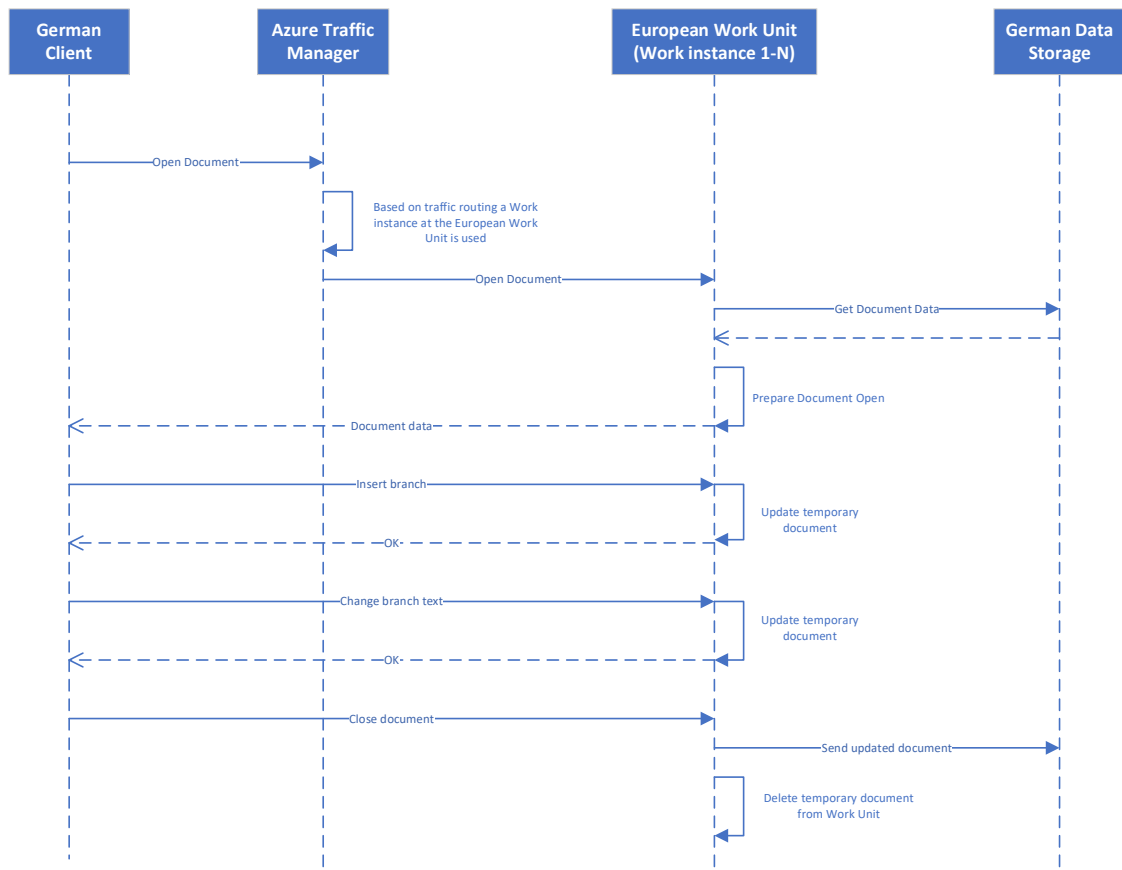 German
Client
Azure Traffic
Manager
European Work Unit
(Work instance 1-N)
German Data
Storage
Open Document
Based on traffic routing a Work
instance at the European Work
Unit is used
Open Document
Get Document Data
Prepare Document Open
Document data
Insert branch
Update temporary
document
OK
Change branch text
Update temporary
document
OK
Close document
Send updated document
Delete temporary document
from Work Unit